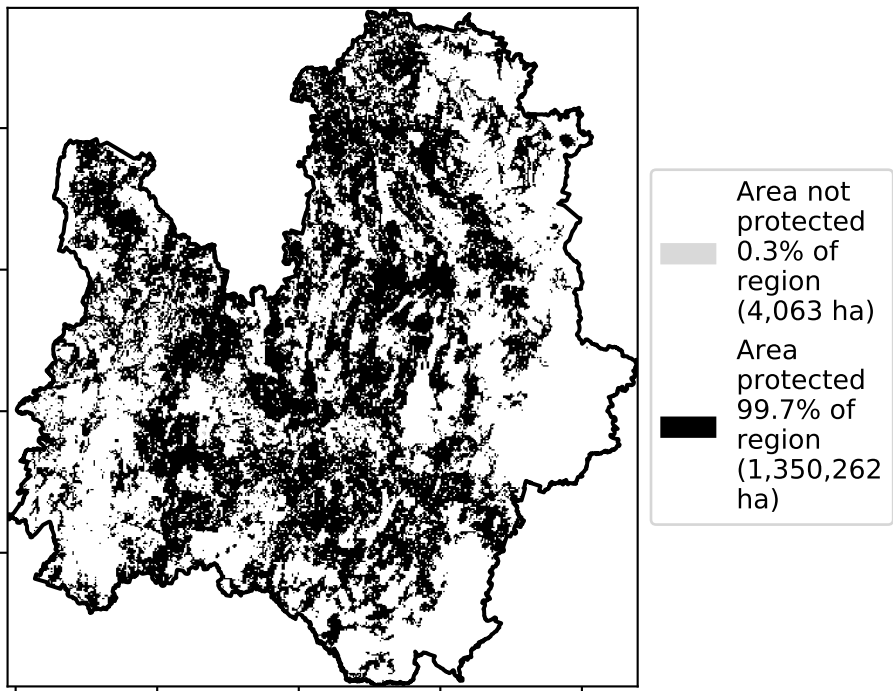 Area not
protected
0.3% of
region
(4,063 ha)
Area
protected
99.7% of
region
(1,350,262
ha)